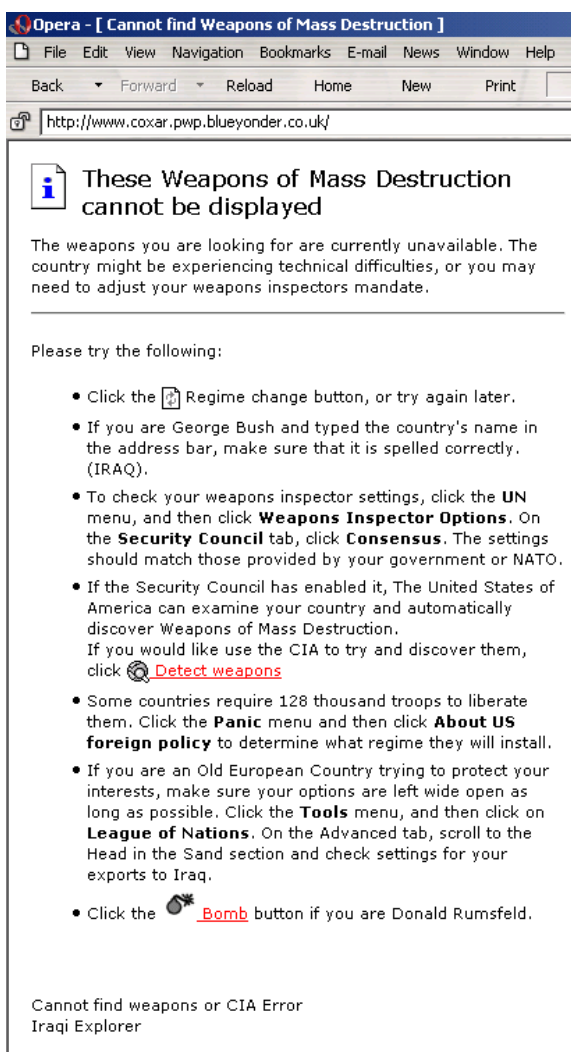 Opera - [ Cannot find Weapons of Mass Destruction ]
File Edit View Navigation Bookmarks E-mail News Window Help
Back Forward Reload Home New Print
http://www.coxar.pwp.blueyonder.co.uk/
These Weapons of Mass Destruction
cannot be displayed
The weapons you are looking for are currently unavailable. The
country might be experiencing technical difficulties, or you may
need to adjust your weapons inspectors mandate.
Please try the following:
• Click the Regime change button, or try again later.
• If you are George Bush and typed the country's name in
the address bar, make sure that it is spelled correctly.
(IRAQ).
• To check your weapons inspector settings, click the UN
menu, and then click Weapons Inspector Options. On
the Security Council tab, click Consensus. The settings
should match those provided by your government or NATO.
• If the Security Council has enabled it, The United States of
America can examine your country and automatically
discover Weapons of Mass Destruction.
If you would like use the CIA to try and discover them,
click Detect weapons
• Some countries require 128 thousand troops to liberate
them. Click the Panic menu and then click About US
foreign policy to determine what regime they will install.
• If you are an Old European Country trying to protect your
interests, make sure your options are left wide open as
long as possible. Click the Tools menu, and then click on
League of Nations. On the Advanced tab, scroll to the
Head in the Sand section and check settings for your
exports to Iraq.
• Click the Bomb button if you are Donald Rumsfeld.
Cannot find weapons or CIA Error
Iraqi Explorer